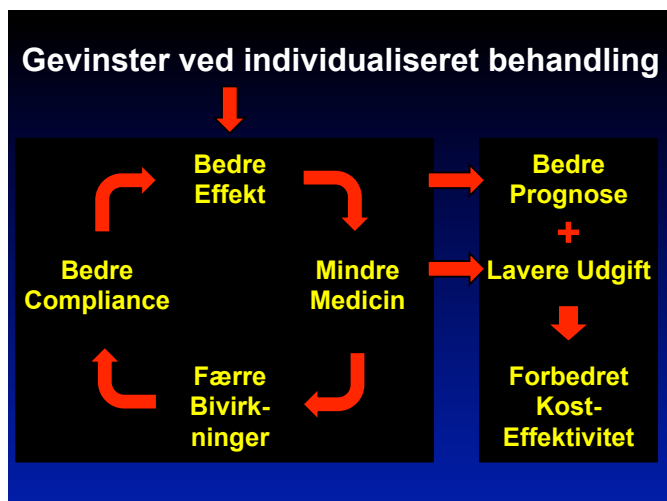 Gevinster ved individualiseret behandling
Bedre
Effekt
Mindre
Medicin
Færre
Bivirk-
ninger
Bedre
Compliance
Bedre
Prognose
+
Lavere Udgift
Forbedret
Kost-
Effektivitet